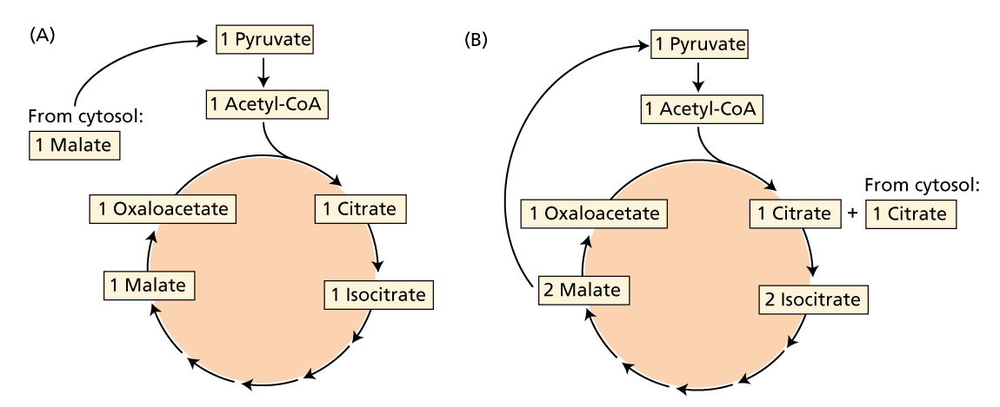 (A)
1 Pyruvate
1 Acetyl-CoA
From cytosol:
1 Malate
1 Oxaloacetate
1 Citrate
1 Malate
1 Isocitrate
(B)
1 Pyruvate
1 Acetyl-CoA
From cytosol:
1 Oxaloacetate
1 Citrate + 1 Citrate
2 Malate
2 Isocitrate